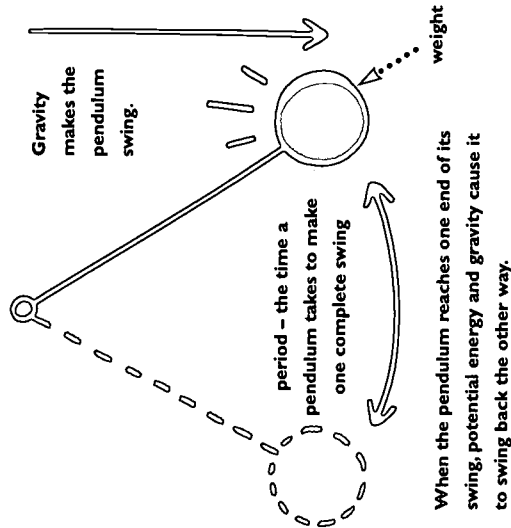 Gravity
makes the
pendulum
swing.
period – the time a
pendulum takes to make
one complete swing
weight
When the pendulum reaches one end of its
swing, potential energy and gravity cause it
to swing back the other way.